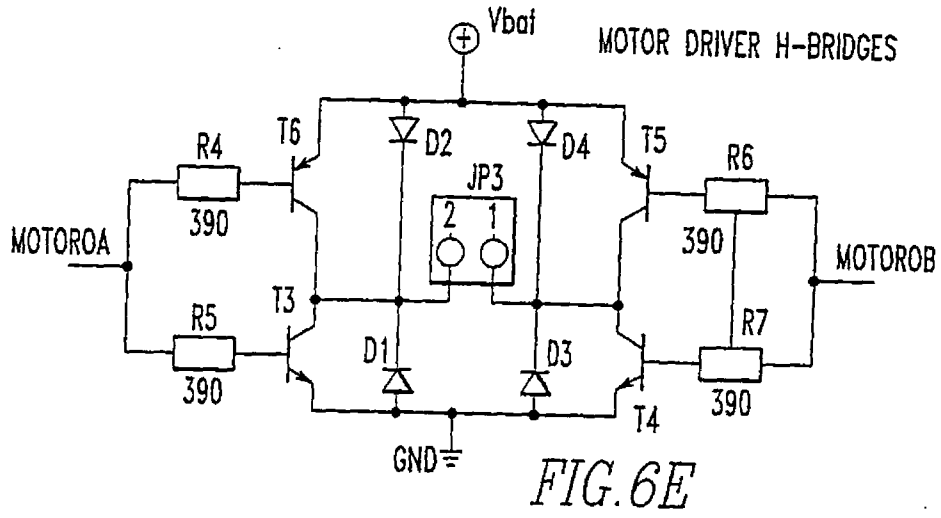 Vbat
MOTOR DRIVER H-BRIDGES
T6
D2
D4
T5
R4
JP3
R6
390
2 1
390
MOTOROA
MOTOROB
T3
R5
D1
D3
R7
390
390
T4
GND
FIG.6E